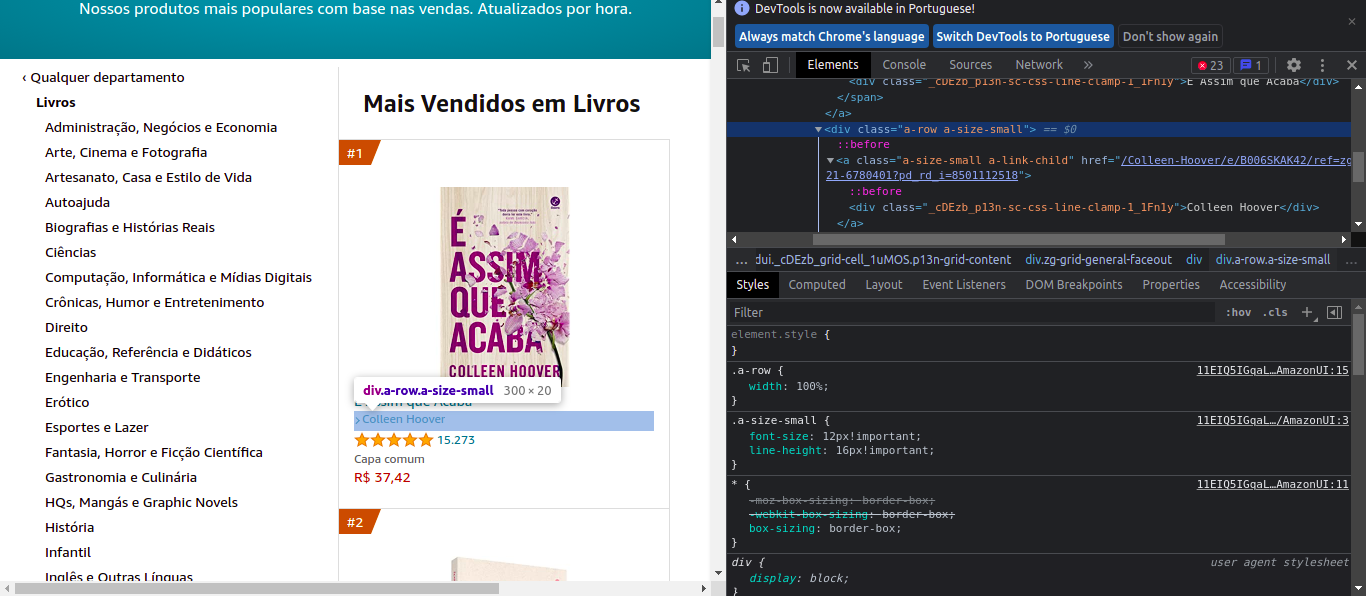 Nossos produtos mais populares com base nas vendas. Atualizados por hora.
‹ Qualquer departamento
Livros
Administração, Negócios e Economia
Arte, Cinema e Fotografia
Artesanato, Casa e Estilo de Vida
Autoajuda
Biografias e Histórias Reais
Ciências
Computação, Informática e Mídias Digitais
Crônicas, Humor e Entretenimento
Direito
Educação, Referência e Didáticos
Engenharia e Transporte
Erótico
Esportes e Lazer
Fantasia, Horror e Ficção Científica
Gastronomia e Culinária
HQs, Mangás e Graphic Novels
História
Infantil
Inglês e Outras Línguas
Mais Vendidos em Livros
#1
É
ASSIM
QUE
ACABA
COLLEEN HOOVER
div.a-row.a-size-small 300 × 20
É Assim que Acaba
› Colleen Hoover
15.273
Capa comum
R$ 37,42
#2
DevTools is now available in Portuguese!
Always match Chrome's language Switch DevTools to Portuguese Don't show again
Elements Console Sources Network » 23 1
<div class="_cDEzb_p13n-sc-css-line-clamp-1_1Fn1y">É Assim que Acaba</div>
</span>
</a>
<div class="a-row a-size-small"> == $0
::before
<a class="a-size-small a-link-child" href="/Colleen-Hoover/e/B006SKAK42/ref=zg
21-6780401?pd_rd_i=8501112518">
::before
<div class="_cDEzb_p13n-sc-css-line-clamp-1_1Fn1y">Colleen Hoover</div>
</a>
... dui._cDEzb_grid-cell_1uMOS.p13n-grid-content div.zg-grid-general-faceout div div.a-row.a-size-small ...
Styles Computed Layout Event Listeners DOM Breakpoints Properties Accessibility
Filter :hov .cls +
element.style {
}
.a-row { 11EIQ5IGqaL…AmazonUI:15
width: 100%;
}
.a-size-small { 11EIQ5IGqaL…/AmazonUI:3
font-size: 12px!important;
line-height: 16px!important;
}
* { 11EIQ5IGqaL…AmazonUI:11
-moz-box-sizing: border-box;
-webkit-box-sizing: border-box;
box-sizing: border-box;
}
div { user agent stylesheet
display: block;
}